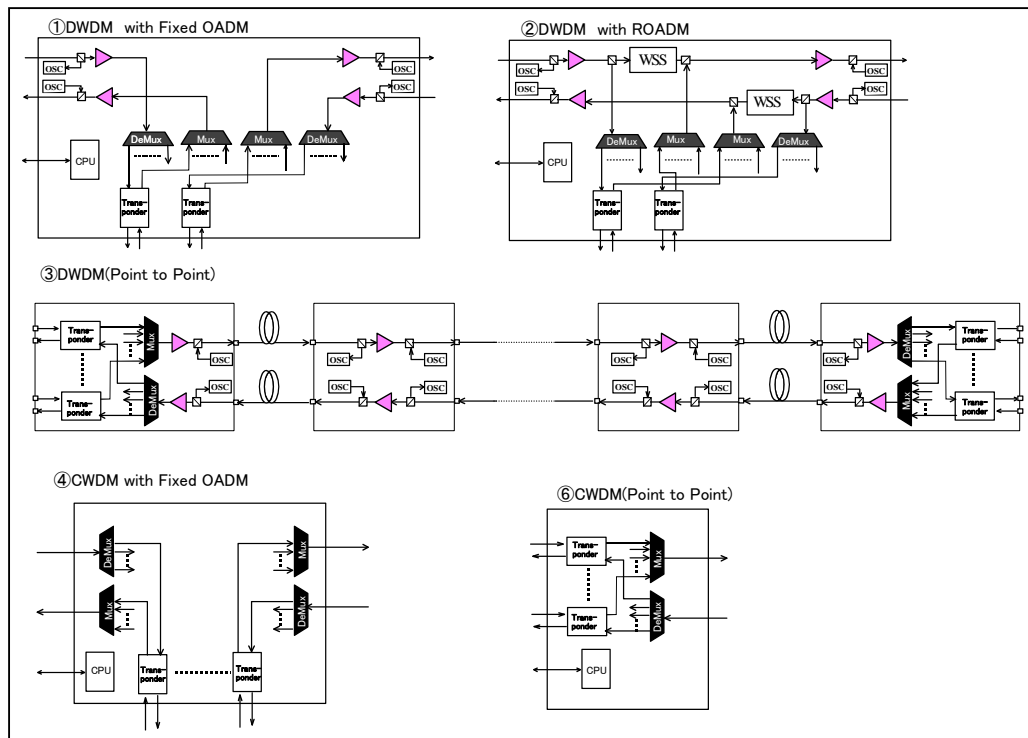 ①DWDM with Fixed OADM
OSC
OSC
OSC
OSC
DeMux
Mux
Mux
DeMux
CPU
Trans-
ponder
Trans-
ponder
②DWDM with ROADM
WSS
OSC
OSC
OSC
OSC
WSS
DeMux
Mux
Mux
DeMux
CPU
Trans-
ponder
Trans-
ponder
③DWDM(Point to Point)
Trans-
ponder
Mux
OSC
OSC
DeMux
Trans-
ponder
OSC
OSC
OSC
OSC
OSC
OSC
OSC
OSC
OSC
OSC
DeMux
Trans-
ponder
Mux
Trans-
ponder
④CWDM with Fixed OADM
DeMux
Mux
Mux
DeMux
CPU
Trans-
ponder
Trans-
ponder
⑥CWDM(Point to Point)
Trans-
ponder
Mux
Trans-
ponder
DeMux
CPU